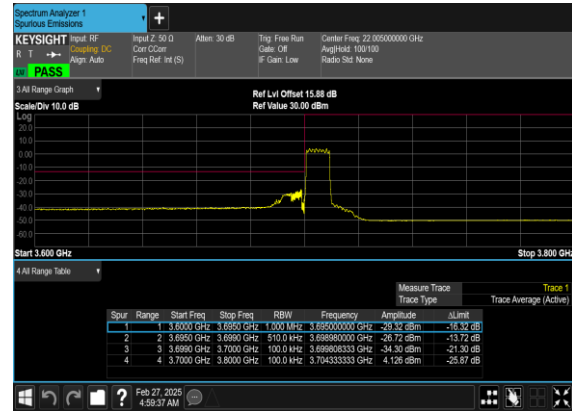 Spectrum Analyzer 1
Spurious Emissions
+
KEYSIGHT Input: RF Input Z: 50 Ω Atten: 30 dB Trig: Free Run Center Freq: 22.005000000 GHz
R T Coupling: DC Corr CCorr Gate: Off Avg|Hold: 100/100
Align: Auto Freq Ref: Int (S) IF Gain: Low Radio Std: None
LXI PASS
3 All Range Graph
Ref Lvl Offset 15.88 dB
Scale/Div 10.0 dB Ref Value 30.00 dBm
Log
20.0
10.0
0.00
-10.0
-20.0
-30.0
-40.0
-50.0
-60.0
Start 3.600 GHz Stop 3.800 GHz
4 All Range Table
Measure Trace Trace 1
Trace Type Trace Average (Active)
Spur Range Start Freq Stop Freq RBW Frequency Amplitude ΔLimit
1 1 3.6000 GHz 3.6950 GHz 1.000 MHz 3.695000000 GHz -29.32 dBm -16.32 dB
2 2 3.6950 GHz 3.6990 GHz 510.0 kHz 3.698980000 GHz -26.72 dBm -13.72 dB
3 3 3.6990 GHz 3.7000 GHz 100.0 kHz 3.699808333 GHz -34.30 dBm -21.30 dB
4 4 3.7000 GHz 3.8000 GHz 100.0 kHz 3.704333333 GHz 4.126 dBm -25.87 dB
? Feb 27, 2025
4:59:37 AM